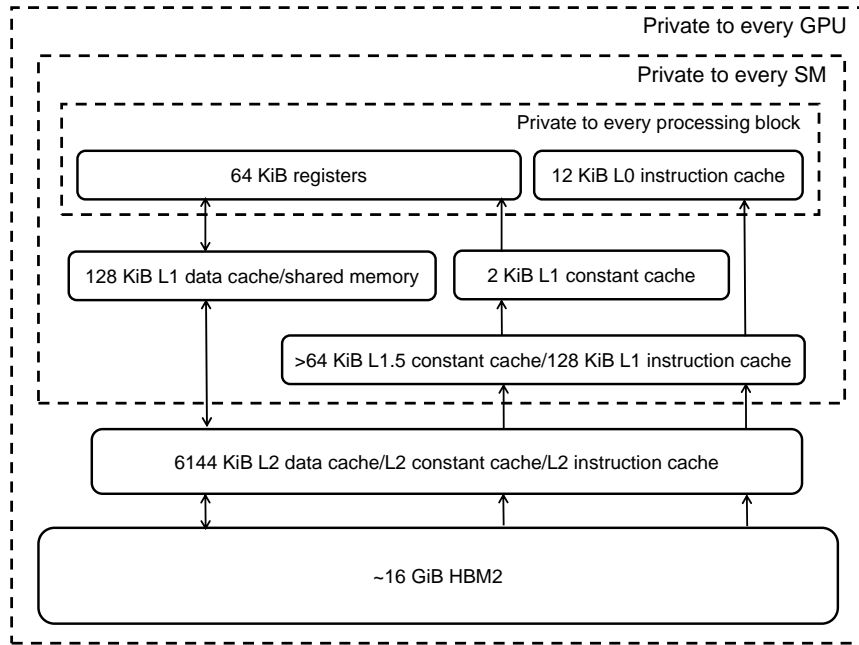 Private to every GPU
Private to every SM
Private to every processing block
64 KiB registers
12 KiB L0 instruction cache
128 KiB L1 data cache/shared memory
2 KiB L1 constant cache
>64 KiB L1.5 constant cache/128 KiB L1 instruction cache
6144 KiB L2 data cache/L2 constant cache/L2 instruction cache
~16 GiB HBM2